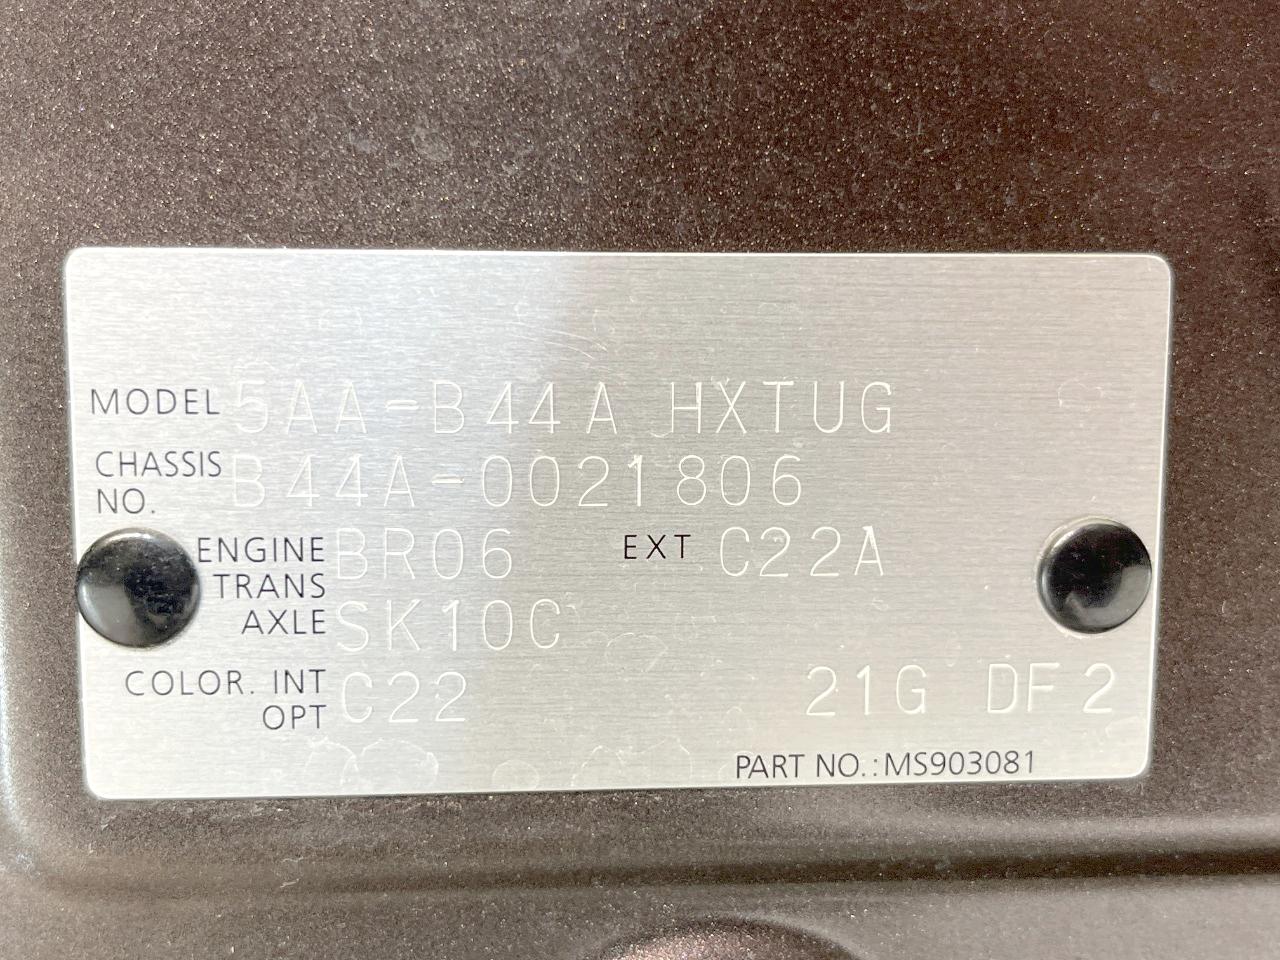 MODEL 5AA-B44A HXTUG
CHASSIS NO. B44A-0021806
ENGINE BR06 EXT C22A
TRANS AXLE SK10C
COLOR. INT C22 21G DF2
OPT
PART NO.:MS903081